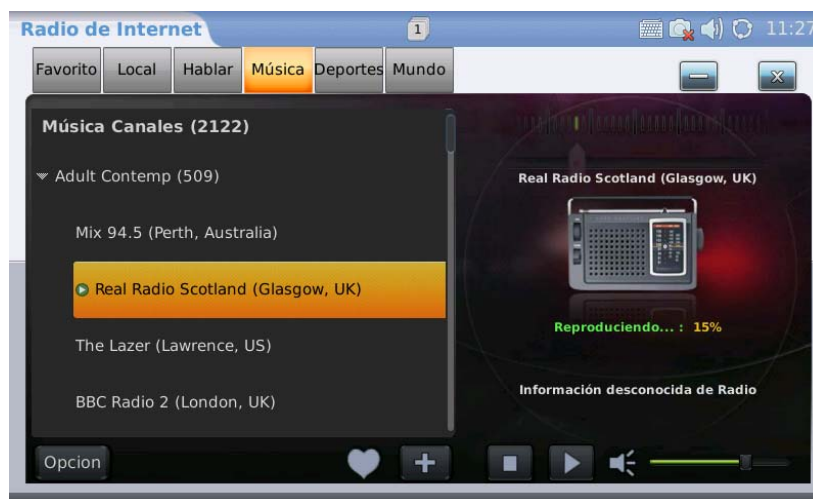 Radio de Internet 1 11:27
Favorito Local Hablar Música Deportes Mundo
Música Canales (2122)
Adult Contemp (509)
Mix 94.5 (Perth, Australia)
Real Radio Scotland (Glasgow, UK)
The Lazer (Lawrence, US)
BBC Radio 2 (London, UK)
Opcion
Real Radio Scotland (Glasgow, UK)
Reproduciendo... : 15%
Información desconocida de Radio